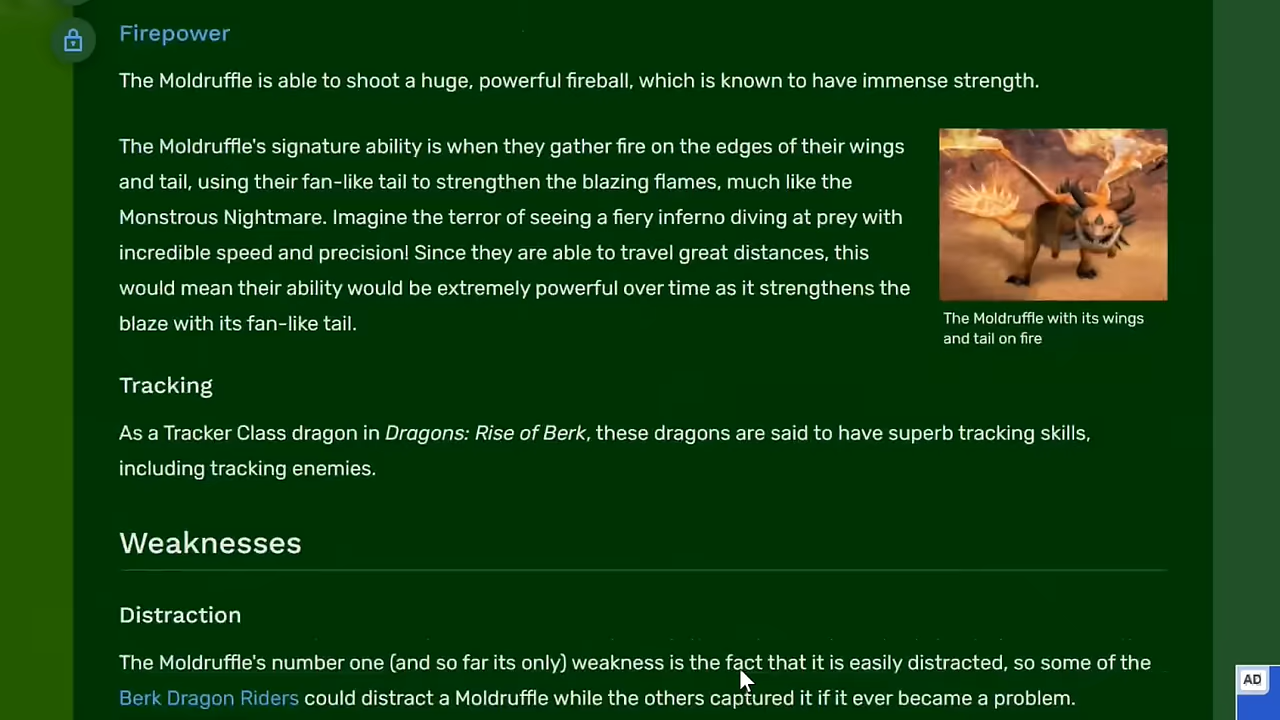 Firepower
The Moldruffle is able to shoot a huge, powerful fireball, which is known to have immense strength.
The Moldruffle's signature ability is when they gather fire on the edges of their wings
and tail, using their fan-like tail to strengthen the blazing flames, much like the
Monstrous Nightmare. Imagine the terror of seeing a fiery inferno diving at prey with
incredible speed and precision! Since they are able to travel great distances, this
would mean their ability would be extremely powerful over time as it strengthens the
blaze with its fan-like tail.
The Moldruffle with its wings
and tail on fire
Tracking
As a Tracker Class dragon in Dragons: Rise of Berk, these dragons are said to have superb tracking skills,
including tracking enemies.
Weaknesses
Distraction
The Moldruffle's number one (and so far its only) weakness is the fact that it is easily distracted, so some of the
Berk Dragon Riders could distract a Moldruffle while the others captured it if it ever became a problem.
AD